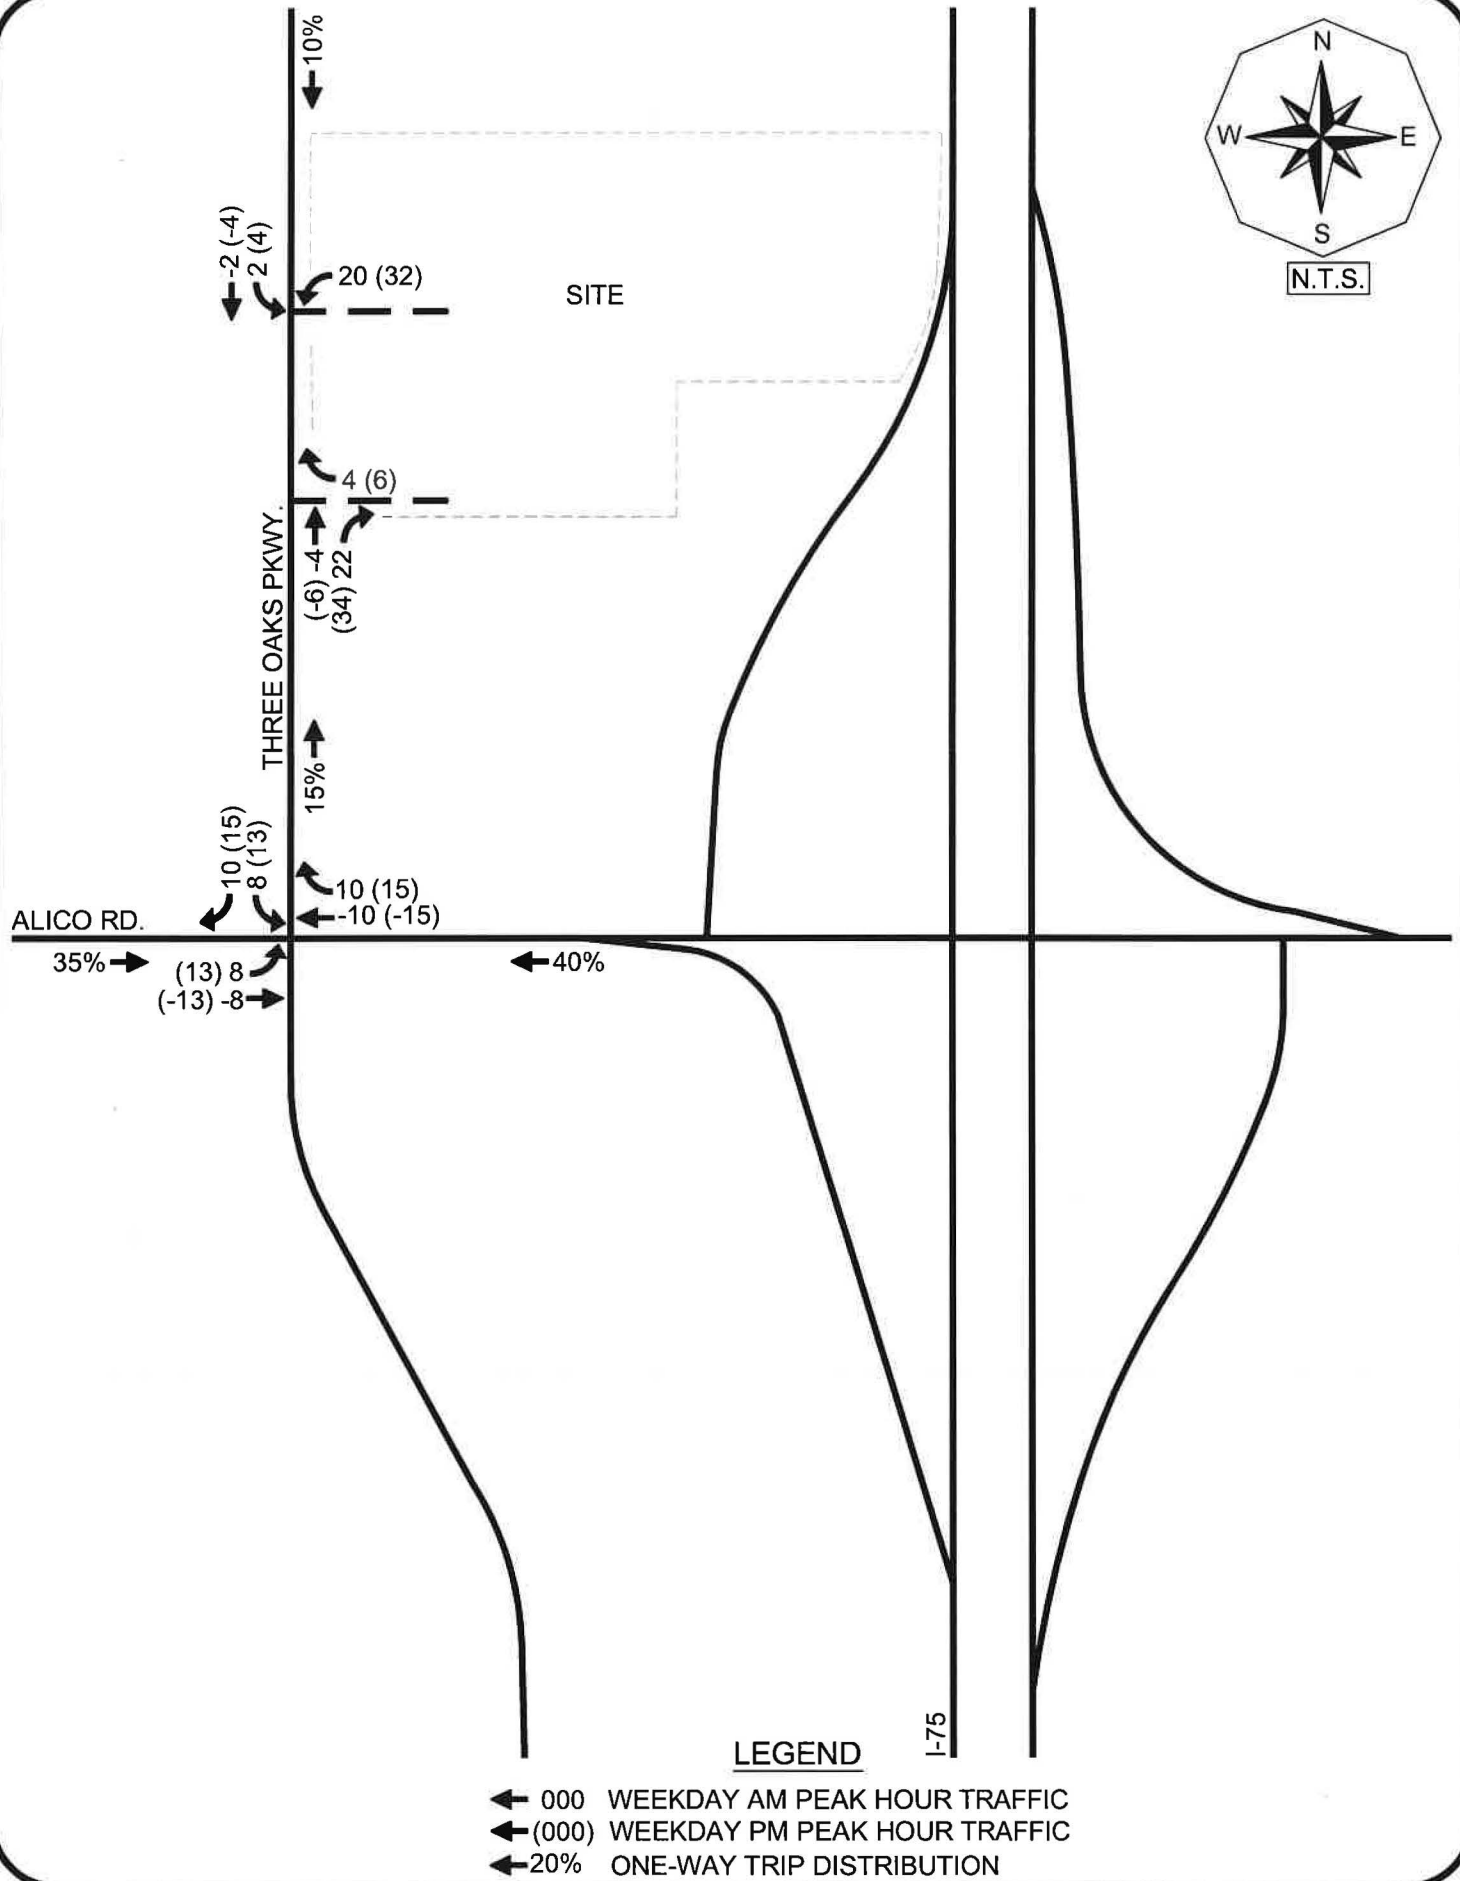 10%
N
W
E
S
N.T.S.
-2 (-4)
2 (4)
20 (32)
SITE
4 (6)
(-6) -4
(34) 22
THREE OAKS PKWY.
15%
10 (15)
8 (13)
10 (15)
-10 (-15)
ALICO RD.
35%
(13) 8
(-13) -8
40%
I-75
LEGEND
000 WEEKDAY AM PEAK HOUR TRAFFIC
(000) WEEKDAY PM PEAK HOUR TRAFFIC
20% ONE-WAY TRIP DISTRIBUTION